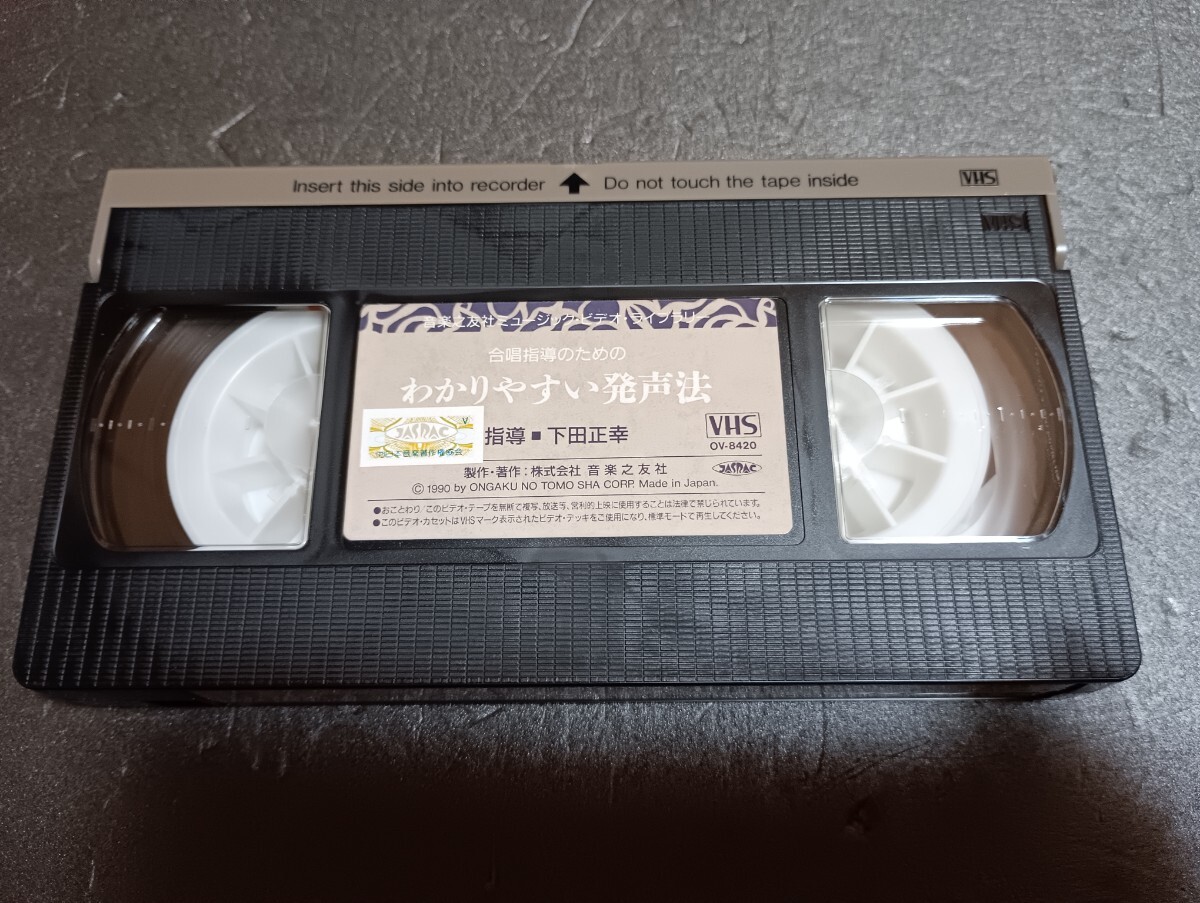 Insert this side into recorder Do not touch the tape inside VHS
VHS
音楽之友社ミュージック・ビデオ・ライブラリー
合唱指導のための
わかりやすい発声法
V
JASRAC
音楽著作権協会
指導■下田正幸
VHS
OV-8420
製作・著作:株式会社 音楽之友社 JASRAC
© 1990 by ONGAKU NO TOMO SHA CORP. Made in Japan.
●おことわり/このビデオ・テープを無断で複写、放送等、営利的上映に使用することは法律で禁じられています。
●このビデオ・カセットはVHSマーク表示されたビデオ・デッキをご使用になり、標準モードで再生してください。